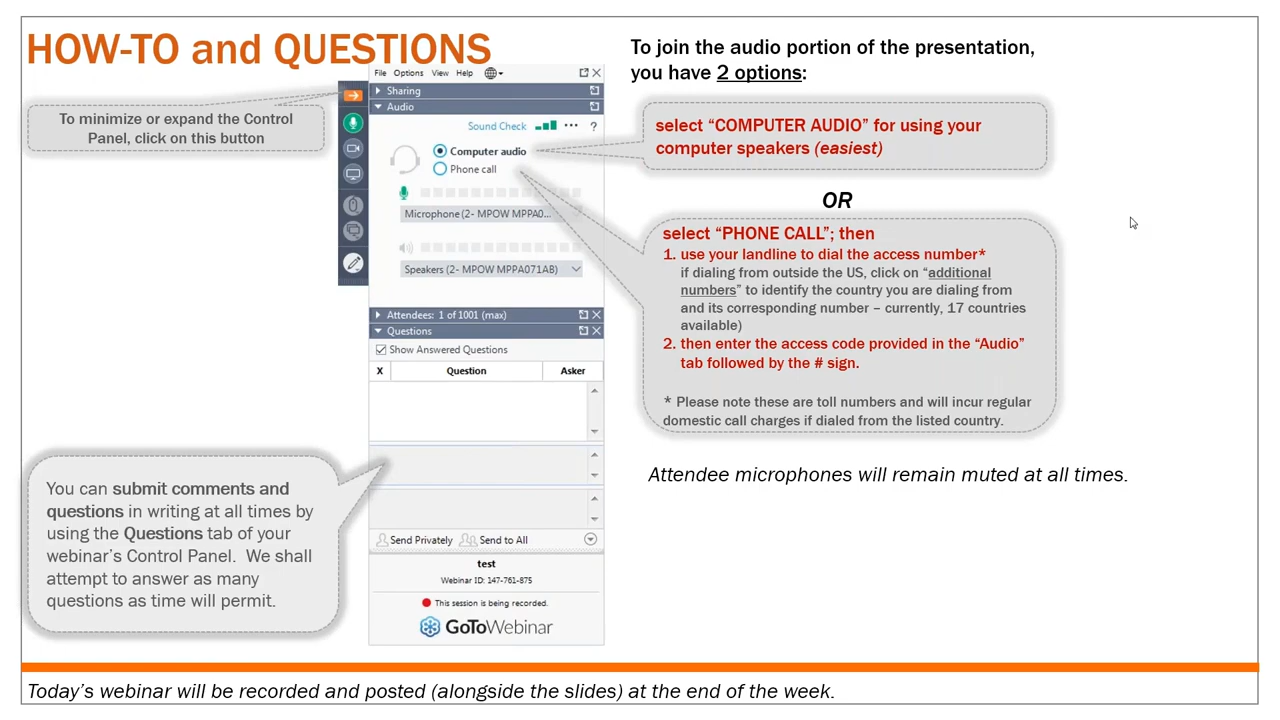 HOW-TO and QUESTIONS
To minimize or expand the Control
Panel, click on this button
File Options View Help
Sharing
Audio
Sound Check ?
Computer audio
Phone call
Microphone (2- MPOW MPPA0...
Speakers (2- MPOW MPPA071AB)
Attendees: 1 of 1001 (max)
Questions
Show Answered Questions
X Question Asker
Send Privately Send to All
test
Webinar ID: 147-761-875
This session is being recorded.
GoToWebinar
You can submit comments and
questions in writing at all times by
using the Questions tab of your
webinar's Control Panel. We shall
attempt to answer as many
questions as time will permit.
To join the audio portion of the presentation,
you have 2 options:
select “COMPUTER AUDIO” for using your
computer speakers (easiest)
OR
select “PHONE CALL”; then
1. use your landline to dial the access number*
if dialing from outside the US, click on “additional
numbers” to identify the country you are dialing from
and its corresponding number – currently, 17 countries
available)
2. then enter the access code provided in the “Audio”
tab followed by the # sign.
* Please note these are toll numbers and will incur regular
domestic call charges if dialed from the listed country.
Attendee microphones will remain muted at all times.
Today's webinar will be recorded and posted (alongside the slides) at the end of the week.